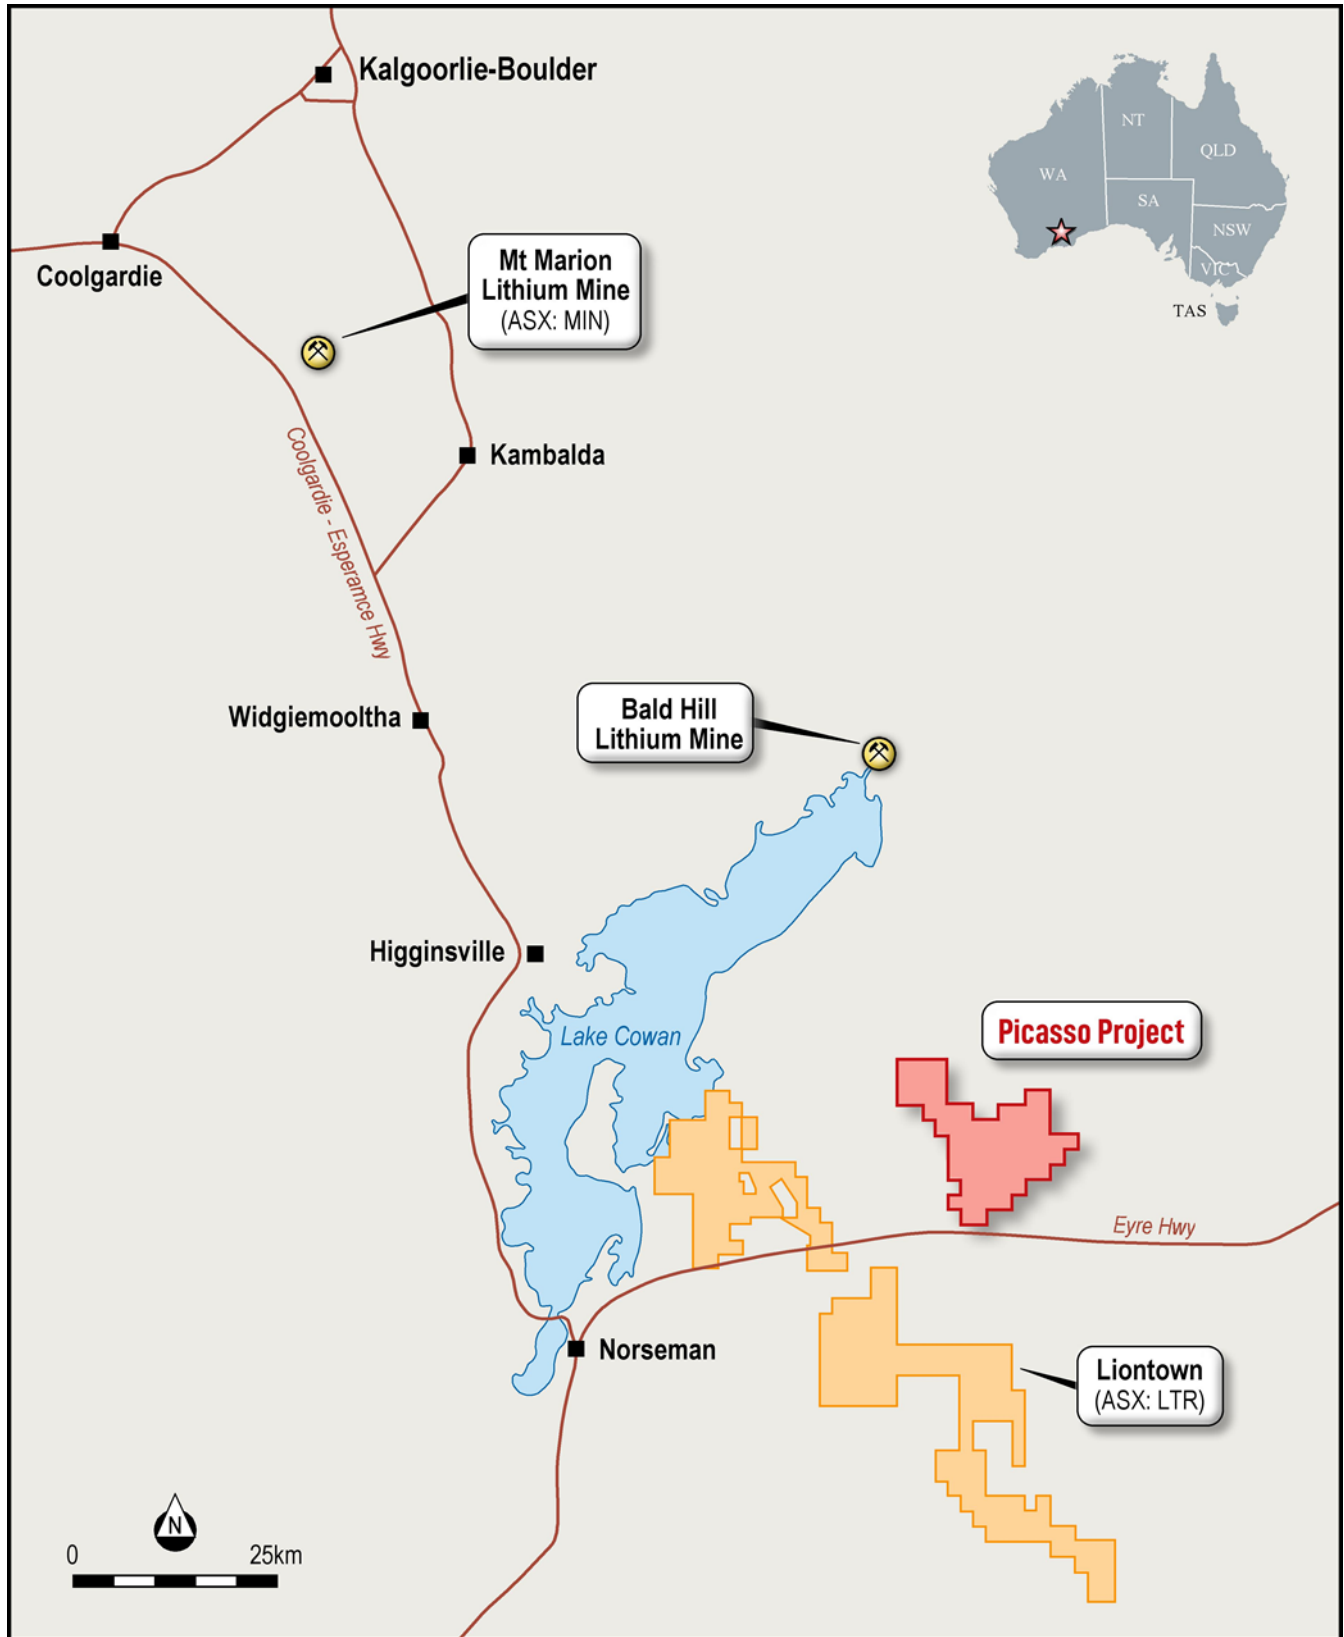 Kalgoorlie-Boulder
NT
QLD
WA
SA
NSW
VIC
TAS
Coolgardie
Mt Marion
Lithium Mine
(ASX: MIN)
Kambalda
Coolgardie - Esperamce Hwy
Widgiemooltha
Bald Hill
Lithium Mine
Higginsville
Lake Cowan
Picasso Project
Eyre Hwy
Norseman
Liontown
(ASX: LTR)
N
0 25km